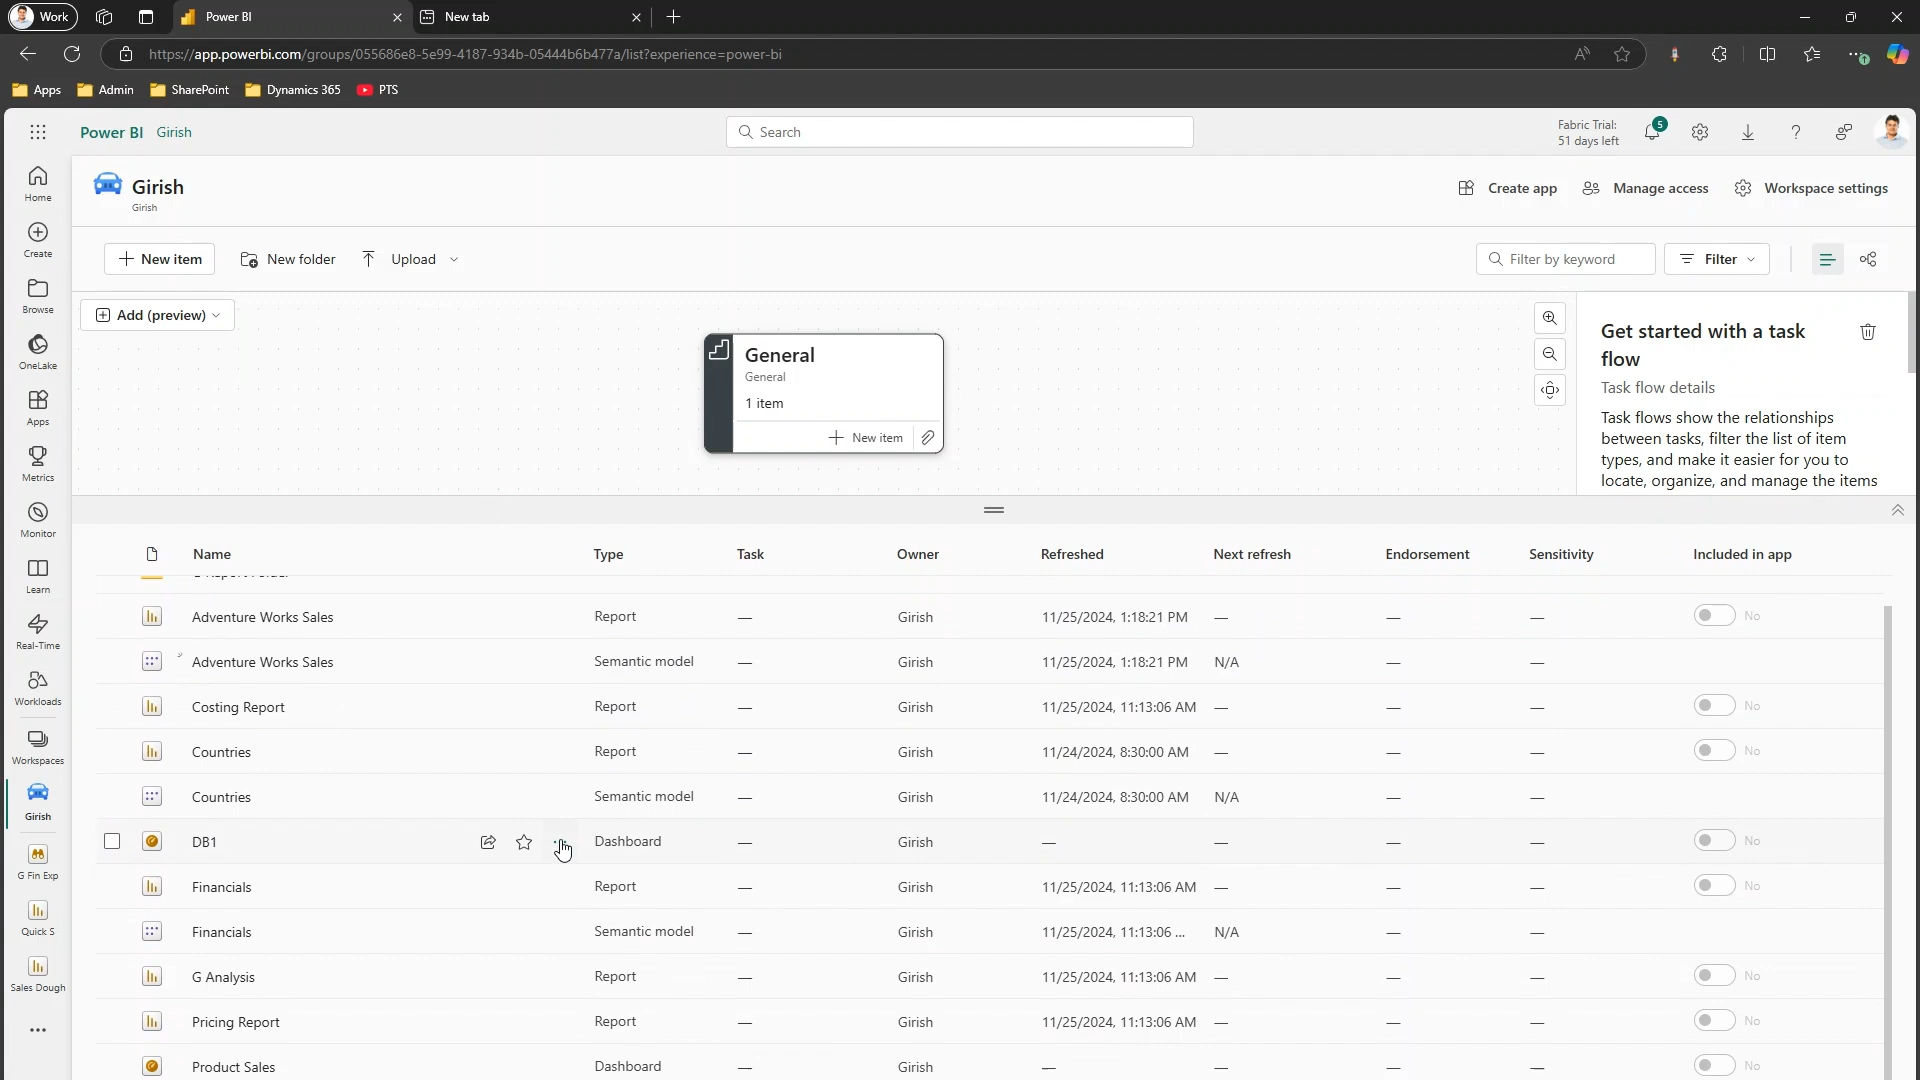 Work
Power BI
New tab
https://app.powerbi.com/groups/055686e8-5e99-4187-934b-05444b6b477a/list?experience=power-bi
Apps
Admin
SharePoint
Dynamics 365
PTS
Power BI
Girish
Search
Fabric Trial:
51 days left
5
Home
Create
Browse
OneLake
Apps
Metrics
Monitor
Learn
Real-Time
Workloads
Workspaces
Girish
G Fin Exp
Quick S
Sales Dough
Girish
Girish
Create app
Manage access
Workspace settings
New item
New folder
Upload
Filter by keyword
Filter
Add (preview)
General
General
1 item
New item
Get started with a task
flow
Task flow details
Task flows show the relationships
between tasks, filter the list of item
types, and make it easier for you to
locate, organize, and manage the items
Name Type Task Owner Refreshed Next refresh Endorsement Sensitivity Included in app
Adventure Works Sales Report — Girish 11/25/2024, 1:18:21 PM — — — No
Adventure Works Sales Semantic model — Girish 11/25/2024, 1:18:21 PM N/A — —
Costing Report Report — Girish 11/25/2024, 11:13:06 AM — — — No
Countries Report — Girish 11/24/2024, 8:30:00 AM — — — No
Countries Semantic model — Girish 11/24/2024, 8:30:00 AM N/A — —
DB1 Dashboard — Girish — — — — No
Financials Report — Girish 11/25/2024, 11:13:06 AM — — — No
Financials Semantic model — Girish 11/25/2024, 11:13:06 ... N/A — —
G Analysis Report — Girish 11/25/2024, 11:13:06 AM — — — No
Pricing Report Report — Girish 11/25/2024, 11:13:06 AM — — — No
Product Sales Dashboard — Girish — — — — No